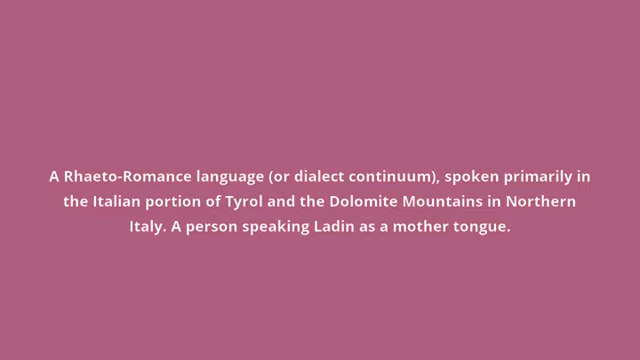 A Rhaeto-Romance language (or dialect continuum), spoken primarily in
the Italian portion of Tyrol and the Dolomite Mountains in Northern
Italy. A person speaking Ladin as a mother tongue.